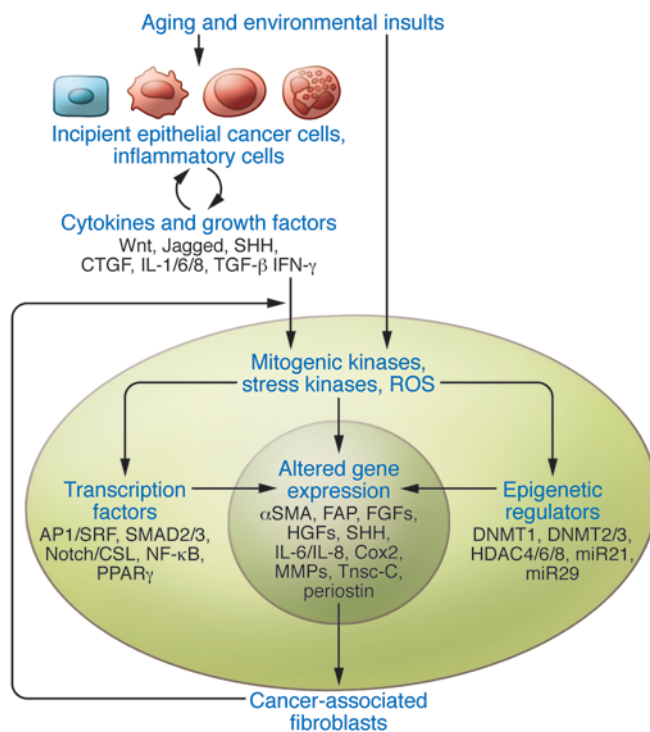 Aging and environmental insults
Incipient epithelial cancer cells,
inflammatory cells
Cytokines and growth factors
Wnt, Jagged, SHH,
CTGF, IL-1/6/8, TGF-β IFN-γ
Mitogenic kinases,
stress kinases, ROS
Transcription
factors
AP1/SRF, SMAD2/3,
Notch/CSL, NF-κB,
PPARγ
Altered gene
expression
αSMA, FAP, FGFs,
HGFs, SHH,
IL-6/IL-8, Cox2,
MMPs, Tnsc-C,
periostin
Epigenetic
regulators
DNMT1, DNMT2/3,
HDAC4/6/8, miR21,
miR29
Cancer-associated
fibroblasts